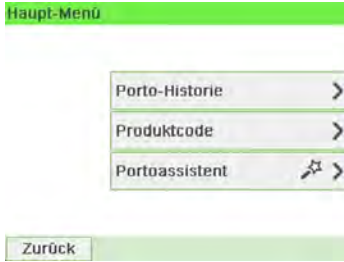 Haupt-Menü
Porto-Historie
Produktcode
Portoassistent
Zurück